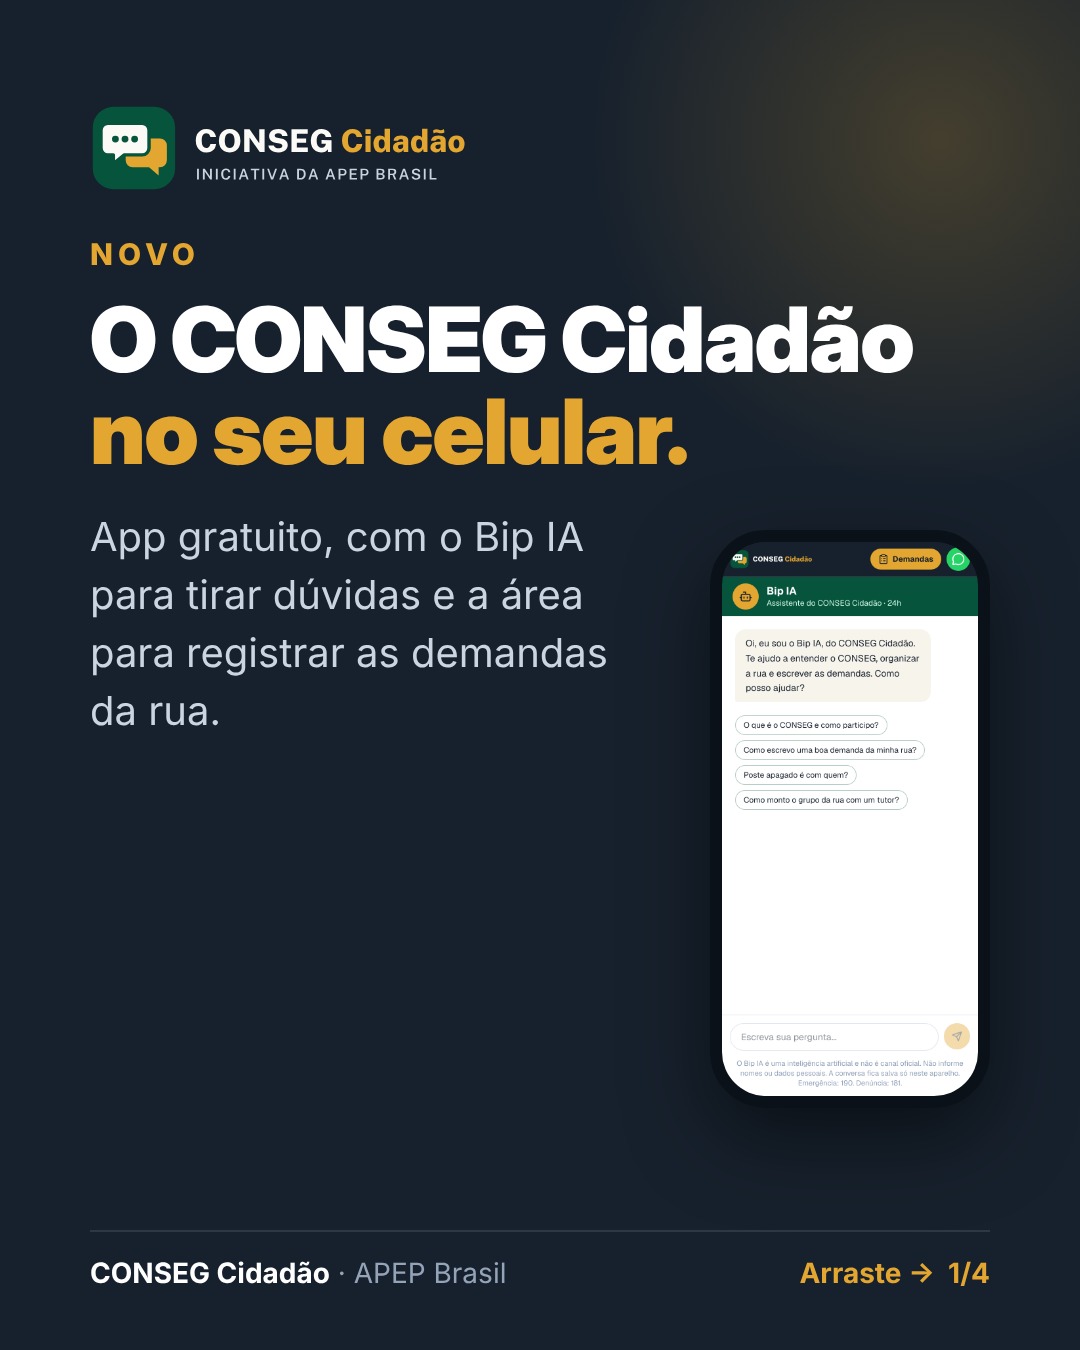 CONSEG Cidadão
INICIATIVA DA APEP BRASIL
NOVO
O CONSEG Cidadão
no seu celular.
App gratuito, com o Bip IA
para tirar dúvidas e a área
para registrar as demandas
da rua.
CONSEG Cidadão
Demandas
Bip IA
Assistente do CONSEG Cidadão · 24h
Oi, eu sou o Bip IA, do CONSEG Cidadão.
Te ajudo a entender o CONSEG, organizar
a rua e escrever as demandas. Como
posso ajudar?
O que é o CONSEG e como participo?
Como escrevo uma boa demanda da minha rua?
Poste apagado é com quem?
Como monto o grupo da rua com um tutor?
Escreva sua pergunta...
O Bip IA é uma inteligência artificial e não é canal oficial. Não informe
nomes ou dados pessoais. A conversa fica salva só neste aparelho.
Emergência: 190. Denúncia: 181.
CONSEG Cidadão · APEP Brasil
Arraste → 1/4